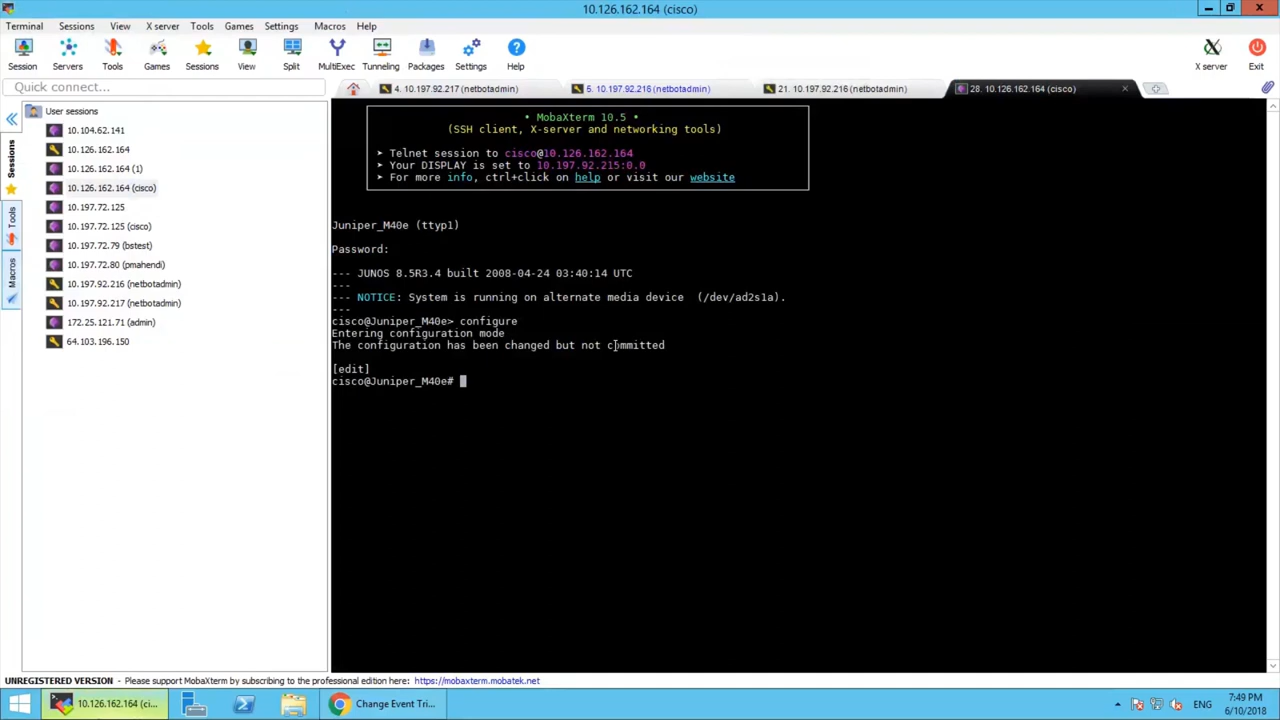 10.126.162.164 (cisco)
Terminal Sessions View X server Tools Games Settings Macros Help
Session Servers Tools Games Sessions View Split MultiExec Tunneling Packages Settings Help X server Exit
Quick connect...
4. 10.197.92.217 (netbotadmin)
5. 10.197.92.216 (netbotadmin)
21. 10.197.92.216 (netbotadmin)
28. 10.126.162.164 (cisco)
Sessions
Tools
Macros
User sessions
10.104.62.141
10.126.162.164
10.126.162.164 (1)
10.126.162.164 (cisco)
10.197.72.125
10.197.72.125 (cisco)
10.197.72.79 (bstest)
10.197.72.80 (pmahendi)
10.197.92.216 (netbotadmin)
10.197.92.217 (netbotadmin)
172.25.121.71 (admin)
64.103.196.150
• MobaXterm 10.5 •
(SSH client, X-server and networking tools)
➤ Telnet session to cisco@10.126.162.164
➤ Your DISPLAY is set to 10.197.92.215:0.0
➤ For more info, ctrl+click on help or visit our website
Juniper_M40e (ttyp1)
Password:
--- JUNOS 8.5R3.4 built 2008-04-24 03:40:14 UTC
---
--- NOTICE: System is running on alternate media device (/dev/ad2s1a).
---
cisco@Juniper_M40e> configure
Entering configuration mode
The configuration has been changed but not committed
[edit]
cisco@Juniper_M40e#
UNREGISTERED VERSION - Please support MobaXterm by subscribing to the professional edition here: https://mobaxterm.mobatek.net
10.126.162.164 (ci...
Change Event Tri...
ENG
7:49 PM
6/10/2018